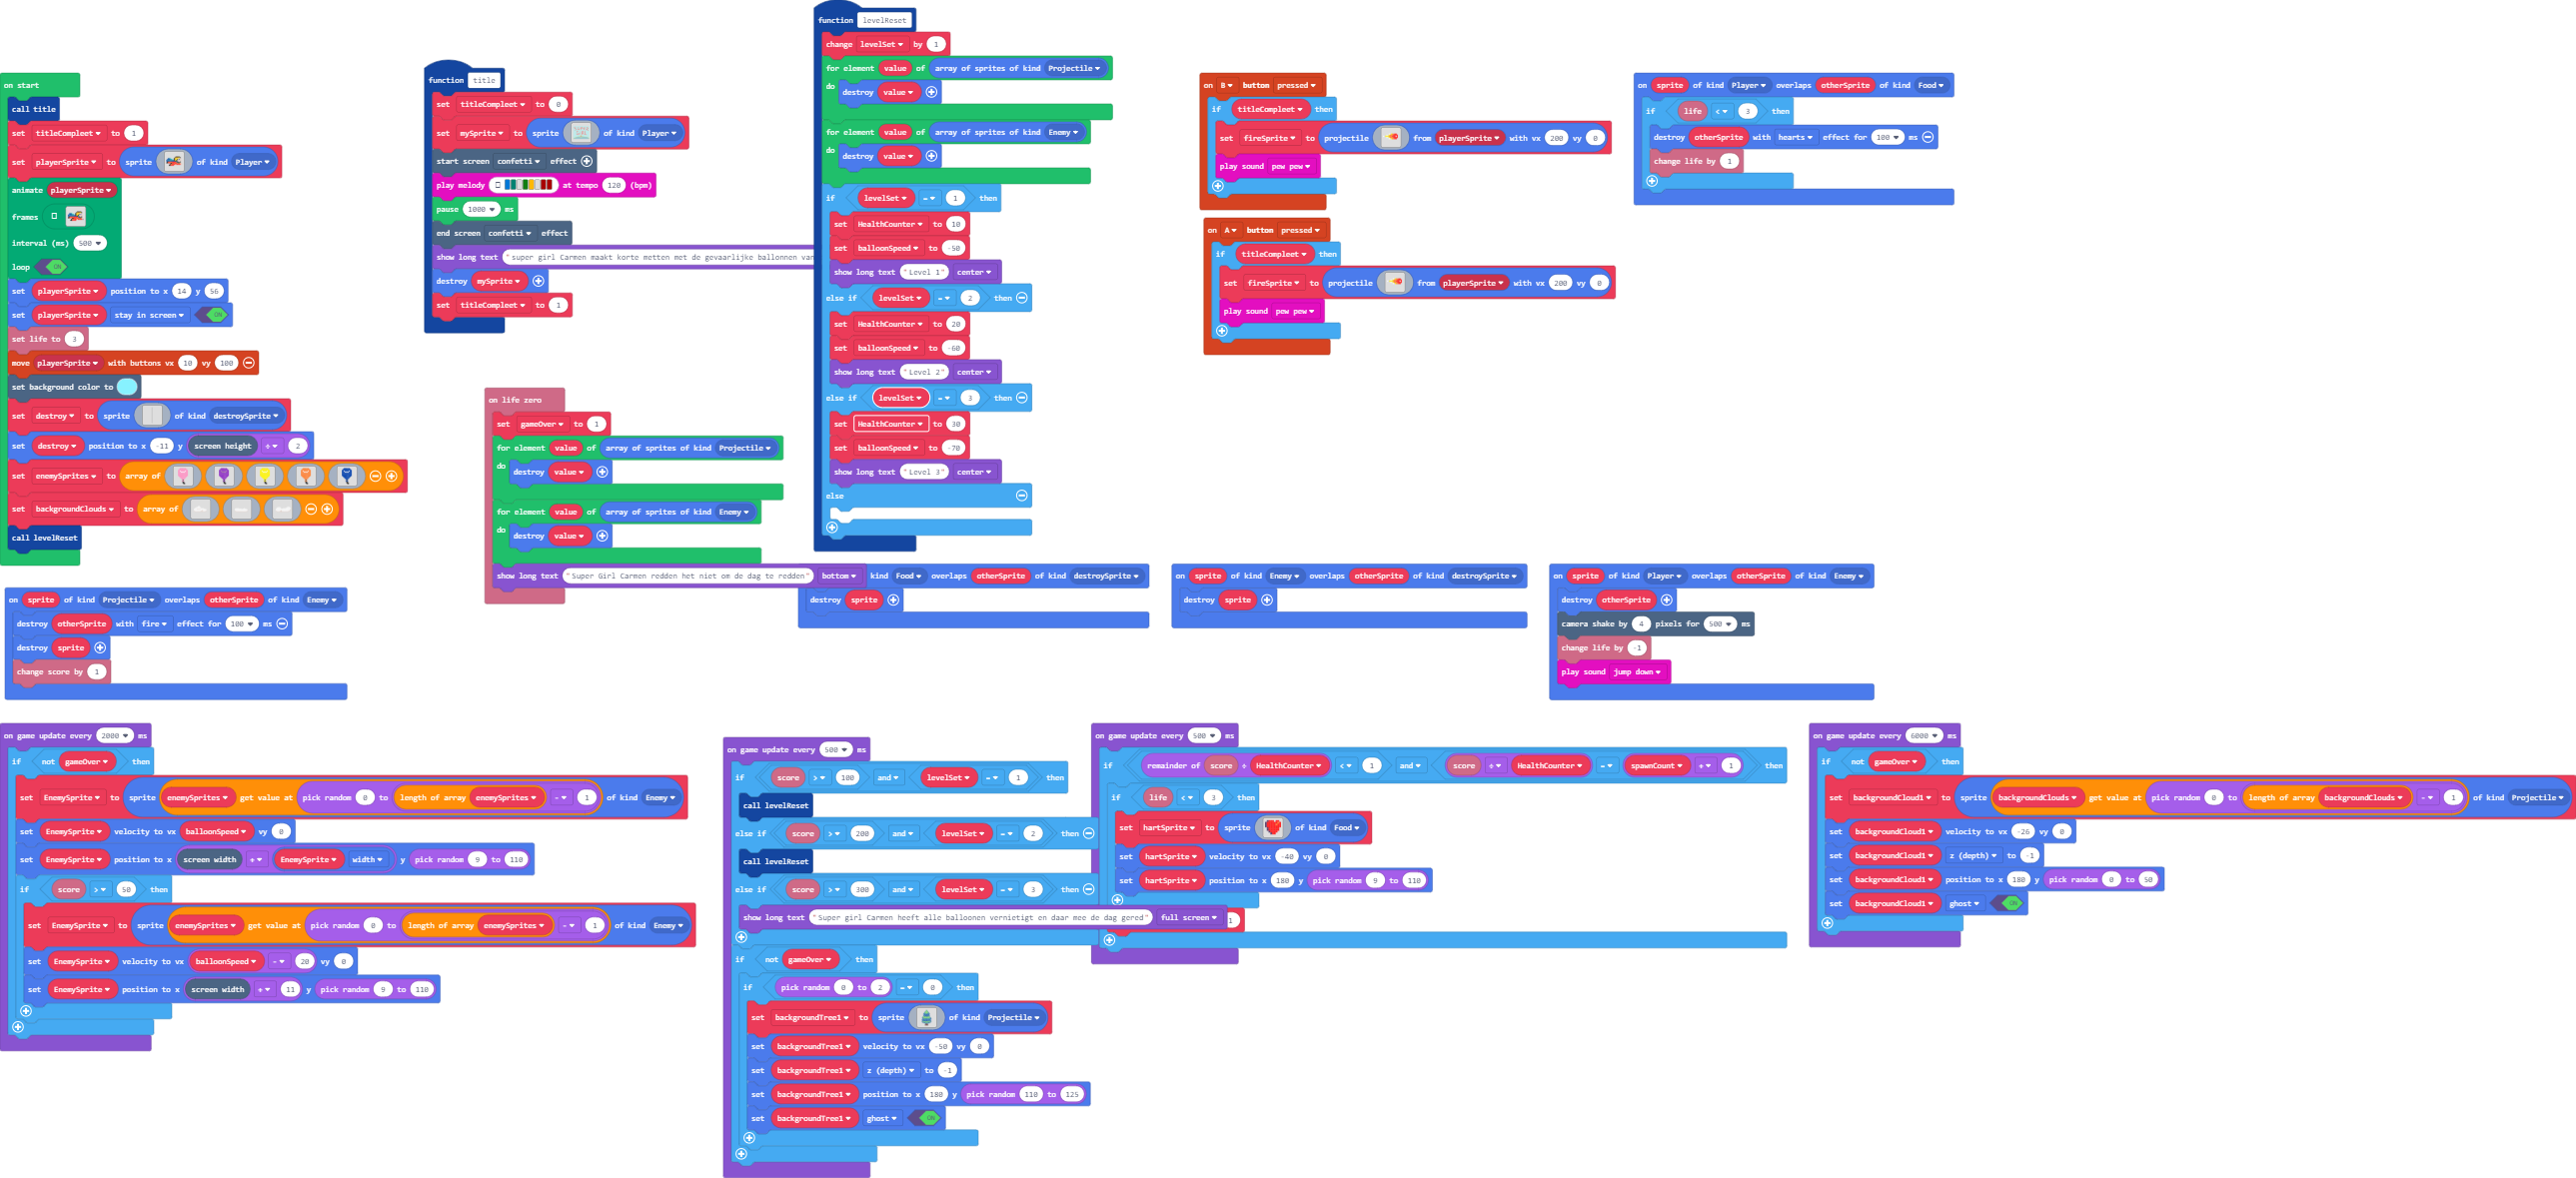 on start
call title
set titleCompleet to 1
set playerSprite to sprite of kind Player
animate playerSprite
frames
interval (ms) 500
loop ON
set playerSprite position to x 14 y 56
set playerSprite stay in screen ON
set life to 3
move playerSprite with buttons vx 10 vy 100
set background color to
set destroy to sprite of kind destroySprite
set destroy position to x -11 y screen height ÷ 2
set enemySprites to array of
set backgroundClouds to array of
call levelReset
function title
set titleCompleet to 0
set mySprite to sprite of kind Player
start screen confetti effect
play melody at tempo 120 (bpm)
pause 1000 ms
end screen confetti effect
show long text "super girl Carmen maakt korte metten met de gevaarlijke ballonnen van
destroy mySprite
set titleCompleet to 1
on life zero
set gameOver to 1
for element value of array of sprites of kind Projectile
do destroy value
for element value of array of sprites of kind Enemy
do destroy value
show long text "Super Girl Carmen redden het niet om de dag te redden" bottom
function levelReset
change levelSet by 1
for element value of array of sprites of kind Projectile
do destroy value
for element value of array of sprites of kind Enemy
do destroy value
if levelSet = 1 then
set HealthCounter to 10
set balloonSpeed to -50
show long text "Level 1" center
else if levelSet = 2 then
set HealthCounter to 20
set balloonSpeed to -60
show long text "Level 2" center
else if levelSet = 3 then
set HealthCounter to 30
set balloonSpeed to -70
show long text "Level 3" center
else
on B button pressed
if titleCompleet then
set fireSprite to projectile from playerSprite with vx 200 vy 0
play sound pew pew
on A button pressed
if titleCompleet then
set fireSprite to projectile from playerSprite with vx 200 vy 0
play sound pew pew
on sprite of kind Player overlaps otherSprite of kind Food
if life < 3 then
destroy otherSprite with hearts effect for 100 ms
change life by 1
on sprite of kind Projectile overlaps otherSprite of kind Enemy
destroy otherSprite with fire effect for 100 ms
destroy sprite
change score by 1
kind Food overlaps otherSprite of kind destroySprite
destroy sprite
on sprite of kind Enemy overlaps otherSprite of kind destroySprite
destroy sprite
on sprite of kind Player overlaps otherSprite of kind Enemy
destroy otherSprite
camera shake by 4 pixels for 500 ms
change life by -1
play sound jump down
on game update every 2000 ms
if not gameOver then
set EnemySprite to sprite enemySprites get value at pick random 0 to length of array enemySprites - 1 of kind Enemy
set EnemySprite velocity to vx balloonSpeed vy 0
set EnemySprite position to x screen width + EnemySprite width y pick random 9 to 110
if score > 50 then
set EnemySprite to sprite enemySprites get value at pick random 0 to length of array enemySprites - 1 of kind Enemy
set EnemySprite velocity to vx balloonSpeed - 20 vy 0
set EnemySprite position to x screen width + 11 y pick random 9 to 110
on game update every 500 ms
if score > 100 and levelSet = 1 then
call levelReset
else if score > 200 and levelSet = 2 then
call levelReset
else if score > 300 and levelSet = 3 then
show long text "Super girl Carmen heeft alle balloonen vernietigt en daar mee de dag gered" full screen
if not gameOver then
if pick random 0 to 2 = 0 then
set backgroundTree1 to sprite of kind Projectile
set backgroundTree1 velocity to vx -50 vy 0
set backgroundTree1 z (depth) to -1
set backgroundTree1 position to x 180 y pick random 110 to 125
set backgroundTree1 ghost ON
on game update every 500 ms
if remainder of score ÷ HealthCounter < 1 and score ÷ HealthCounter = spawnCount + 1 then
if life < 3 then
set hartSprite to sprite of kind Food
set hartSprite velocity to vx -40 vy 0
set hartSprite position to x 180 y pick random 9 to 110
1
on game update every 6000 ms
if not gameOver then
set backgroundCloud1 to sprite backgroundClouds get value at pick random 0 to length of array backgroundClouds - 1 of kind Projectile
set backgroundCloud1 velocity to vx -26 vy 0
set backgroundCloud1 z (depth) to -1
set backgroundCloud1 position to x 180 y pick random 0 to 50
set backgroundCloud1 ghost ON